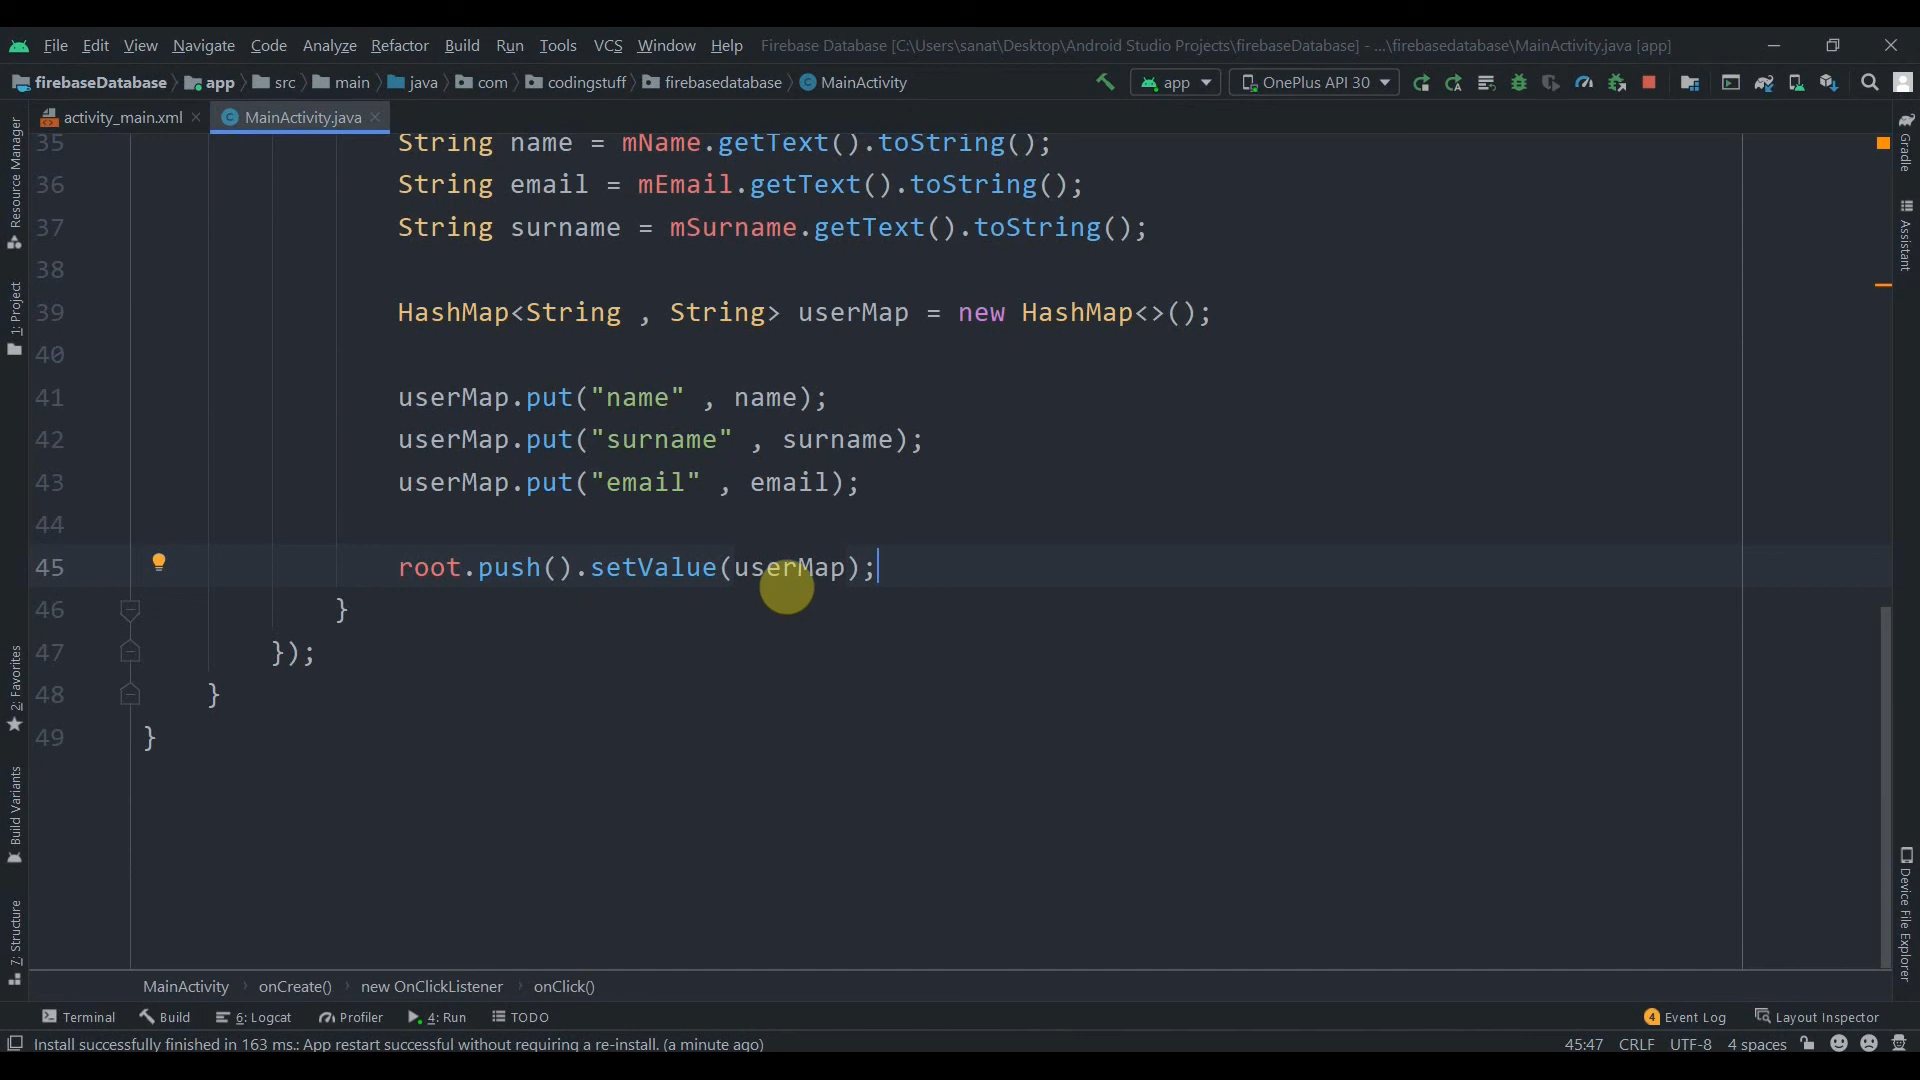 File Edit View Navigate Code Analyze Refactor Build Run Tools VCS Window Help Firebase Database [C:\Users\sanat\Desktop\Android Studio Projects\firebaseDatabase] - ...\firebasedatabase\MainActivity.java [app]
firebaseDatabase app src main java com codingstuff firebasedatabase MainActivity app OnePlus API 30
activity_main.xml MainActivity.java
35 String name = mName.getText().toString();
36 String email = mEmail.getText().toString();
37 String surname = mSurname.getText().toString();
38
39 HashMap<String , String> userMap = new HashMap<>();
40
41 userMap.put("name" , name);
42 userMap.put("surname" , surname);
43 userMap.put("email" , email);
44
45 root.push().setValue(userMap);
46 }
47 });
48 }
49 }
Resource Manager
1: Project
2: Favorites
Build Variants
7: Structure
Gradle
Assistant
Device File Explorer
MainActivity onCreate() new OnClickListener onClick()
Terminal Build 6: Logcat Profiler 4: Run TODO 4 Event Log Layout Inspector
Install successfully finished in 163 ms.: App restart successful without requiring a re-install. (a minute ago) 45:47 CRLF UTF-8 4 spaces